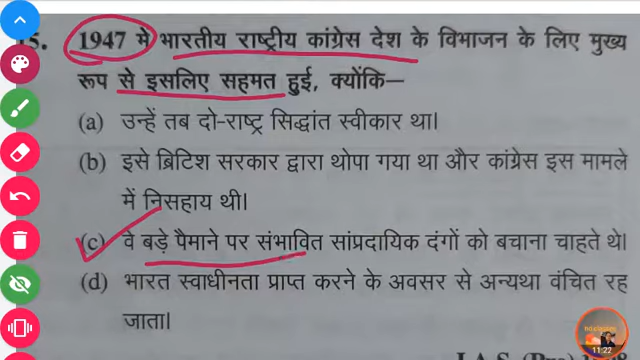 5. 1947 मे भारतीय राष्ट्रीय कांग्रेस देश के विभाजन के लिए मुख्य
रूप से इसलिए सहमत हुई, क्योंकि—
(a) उन्हें तब दो-राष्ट्र सिद्धांत स्वीकार था।
(b) इसे ब्रिटिश सरकार द्वारा थोपा गया था और कांग्रेस इस मामले
में निसहाय थी।
(c) वे बड़े पैमाने पर संभावित सांप्रदायिक दंगों को बचाना चाहते थे।
(d) भारत स्वाधीनता प्राप्त करने के अवसर से अन्यथा वंचित रह
जाता।
11:22